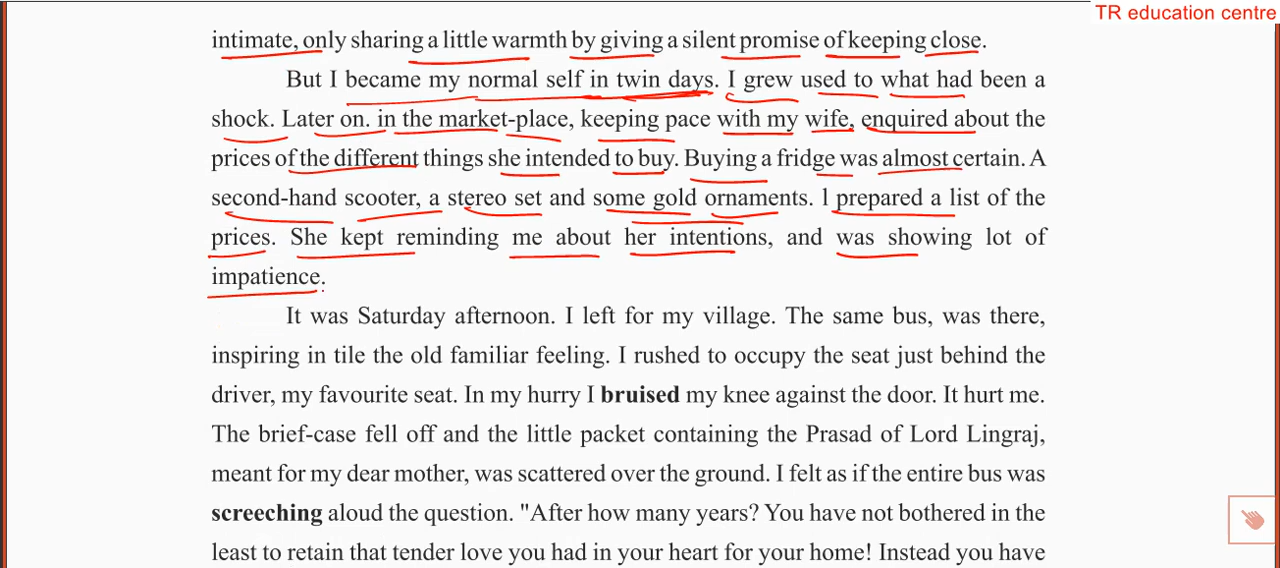 TR education centre
intimate, only sharing a little warmth by giving a silent promise of keeping close.
But I became my normal self in twin days. I grew used to what had been a
shock. Later on. in the market-place, keeping pace with my wife, enquired about the
prices of the different things she intended to buy. Buying a fridge was almost certain. A
second-hand scooter, a stereo set and some gold ornaments. l prepared a list of the
prices. She kept reminding me about her intentions, and was showing lot of
impatience.
It was Saturday afternoon. I left for my village. The same bus, was there,
inspiring in tile the old familiar feeling. I rushed to occupy the seat just behind the
driver, my favourite seat. In my hurry I bruised my knee against the door. It hurt me.
The brief-case fell off and the little packet containing the Prasad of Lord Lingraj,
meant for my dear mother, was scattered over the ground. I felt as if the entire bus was
screeching aloud the question. "After how many years? You have not bothered in the
least to retain that tender love you had in your heart for your home! Instead you have